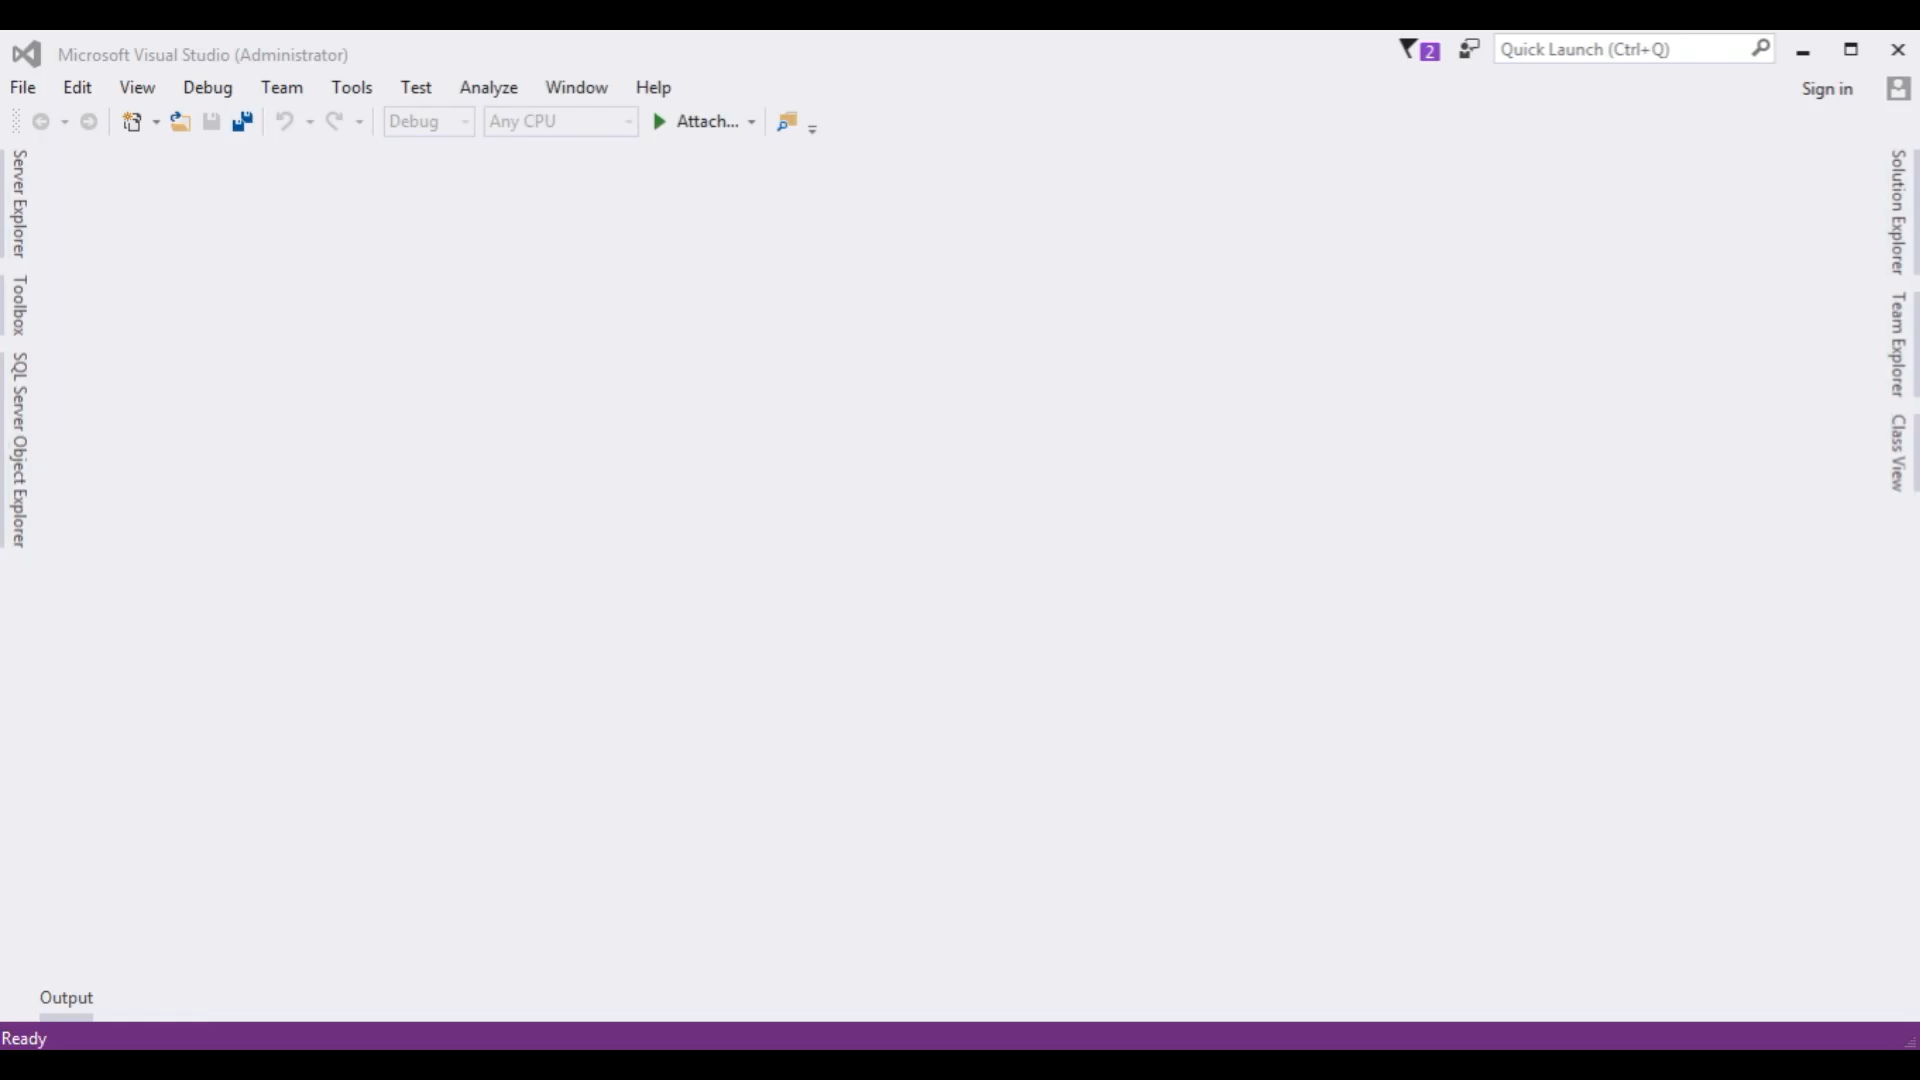 Microsoft Visual Studio (Administrator)
2
Quick Launch (Ctrl+Q)
File Edit View Debug Team Tools Test Analyze Window Help
Sign in
Debug
Any CPU
Attach...
Server Explorer
Toolbox
SQL Server Object Explorer
Solution Explorer
Team Explorer
Class View
Output
Ready